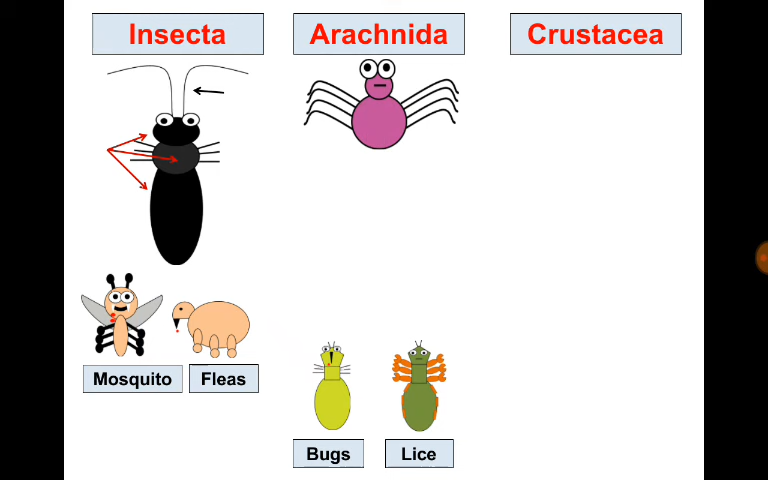 Insecta
Arachnida
Crustacea
Mosquito
Fleas
Bugs
Lice